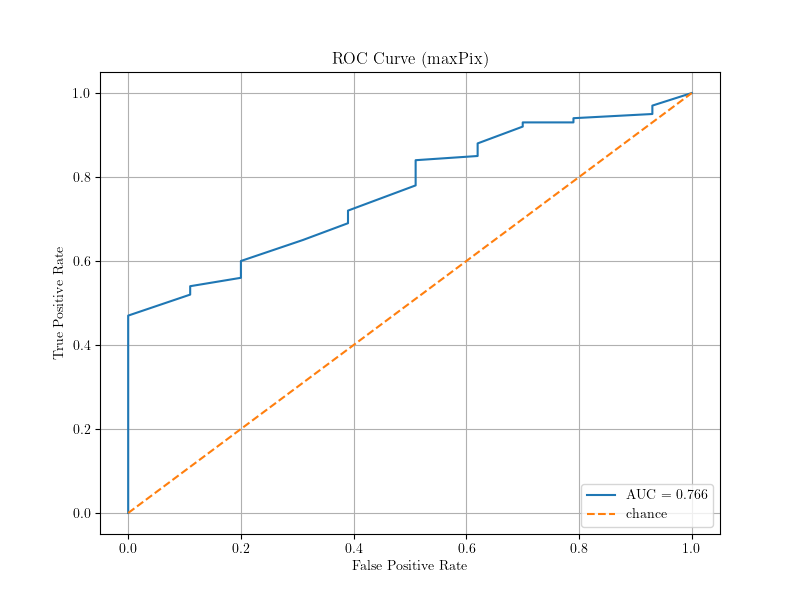 ROC Curve (maxPix)
True Positive Rate
1.0
0.8
0.6
0.4
0.2
0.0
AUC = 0.766
chance
0.0 0.2 0.4 0.6 0.8 1.0
False Positive Rate